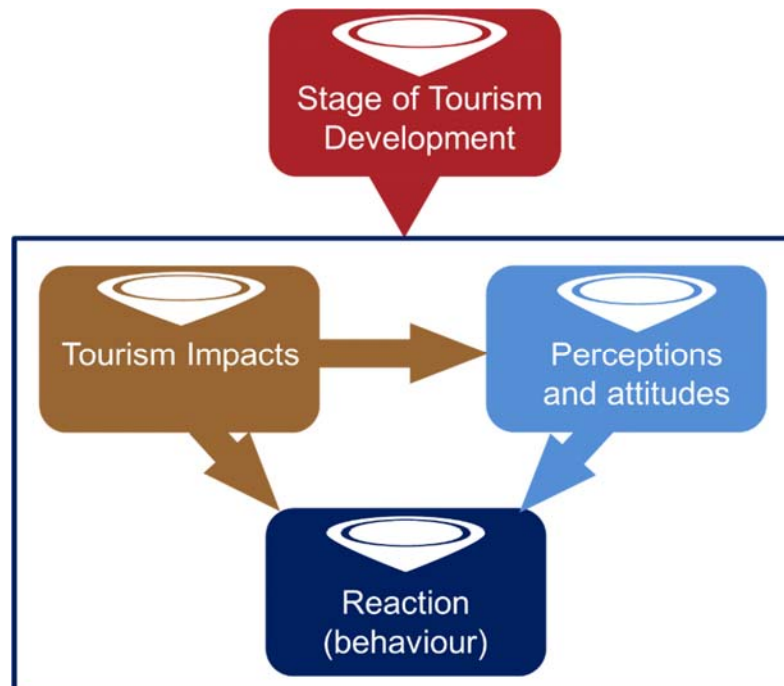 Stage of Tourism
Development
Tourism Impacts
Perceptions
and attitudes
Reaction
(behaviour)